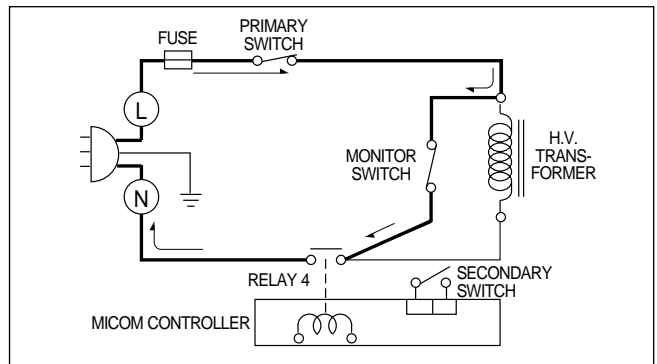 FUSE
PRIMARY
SWITCH
L
N
MONITOR
SWITCH
H.V.
TRANS-
FORMER
RELAY 4
SECONDARY
SWITCH
MICOM CONTROLLER